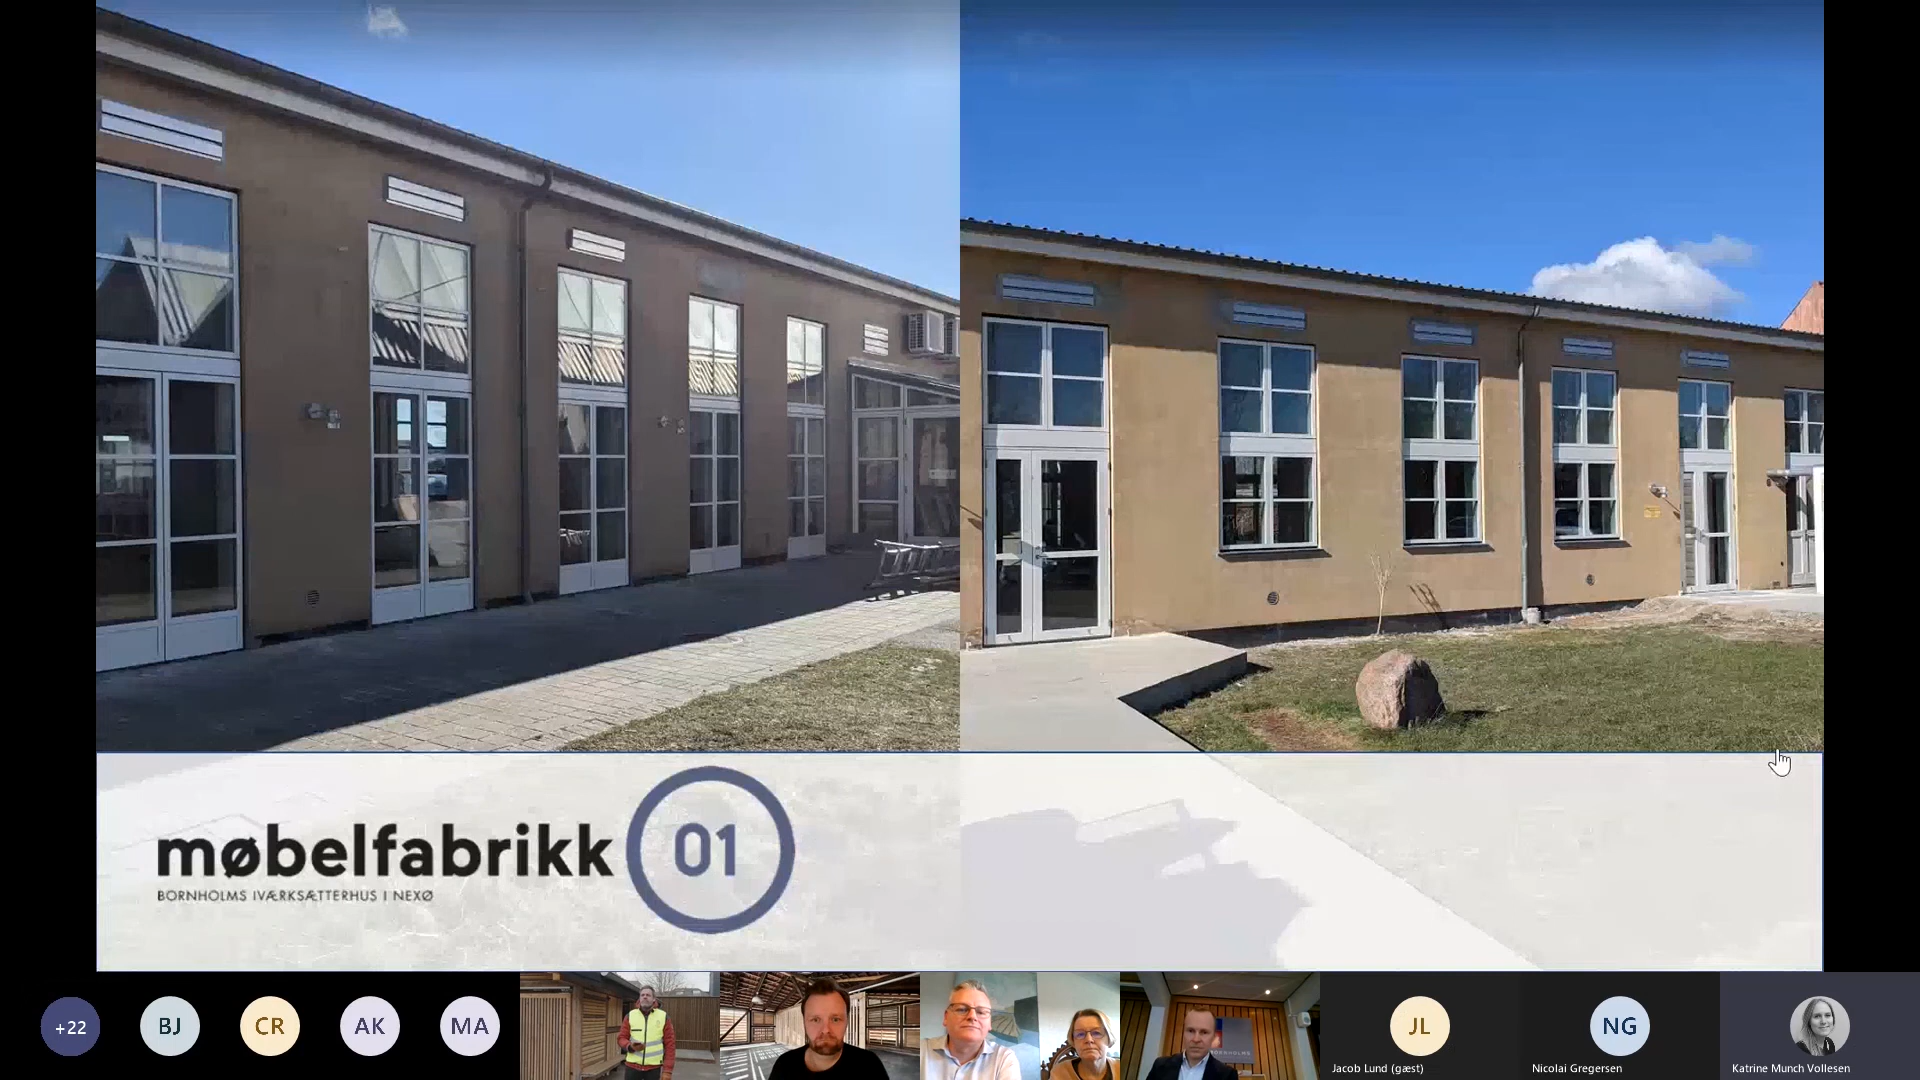 møbelfabrikk 01
BORNHOLMS IVÆRKSÆTTERHUS I NEXØ
+22
BJ
CR
AK
MA
BORNHOLMS
JL
NG
Jacob Lund (gæst)
Nicolai Gregersen
Katrine Munch Vollesen